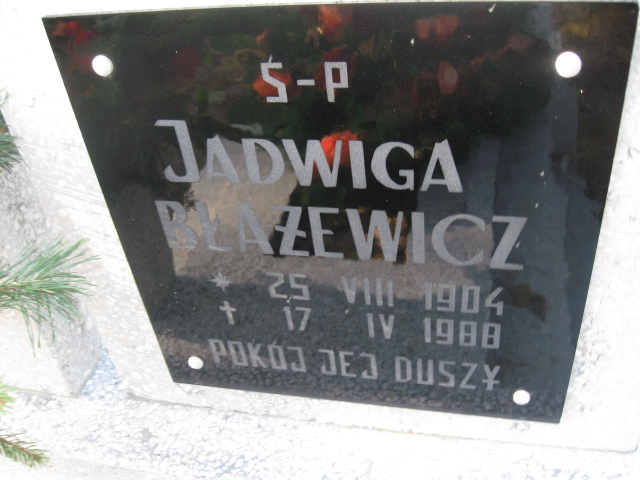 Ś-P
JADWIGA
BŁAŻEWICZ
* 25 VIII 1904
† 17 IV 1988
POKÓJ JEJ DUSZY